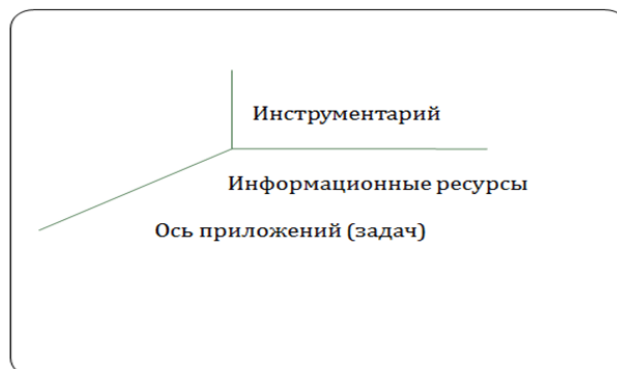 Инструментарий
Информационные ресурсы
Ось приложений (задач)